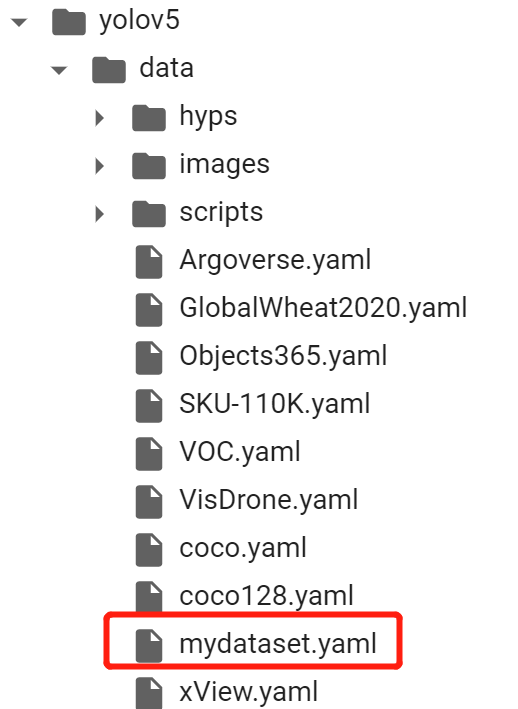 yolov5
data
hyps
images
scripts
Argoverse.yaml
GlobalWheat2020.yaml
Objects365.yaml
SKU-110K.yaml
VOC.yaml
VisDrone.yaml
coco.yaml
coco128.yaml
mydataset.yaml
xView.yaml